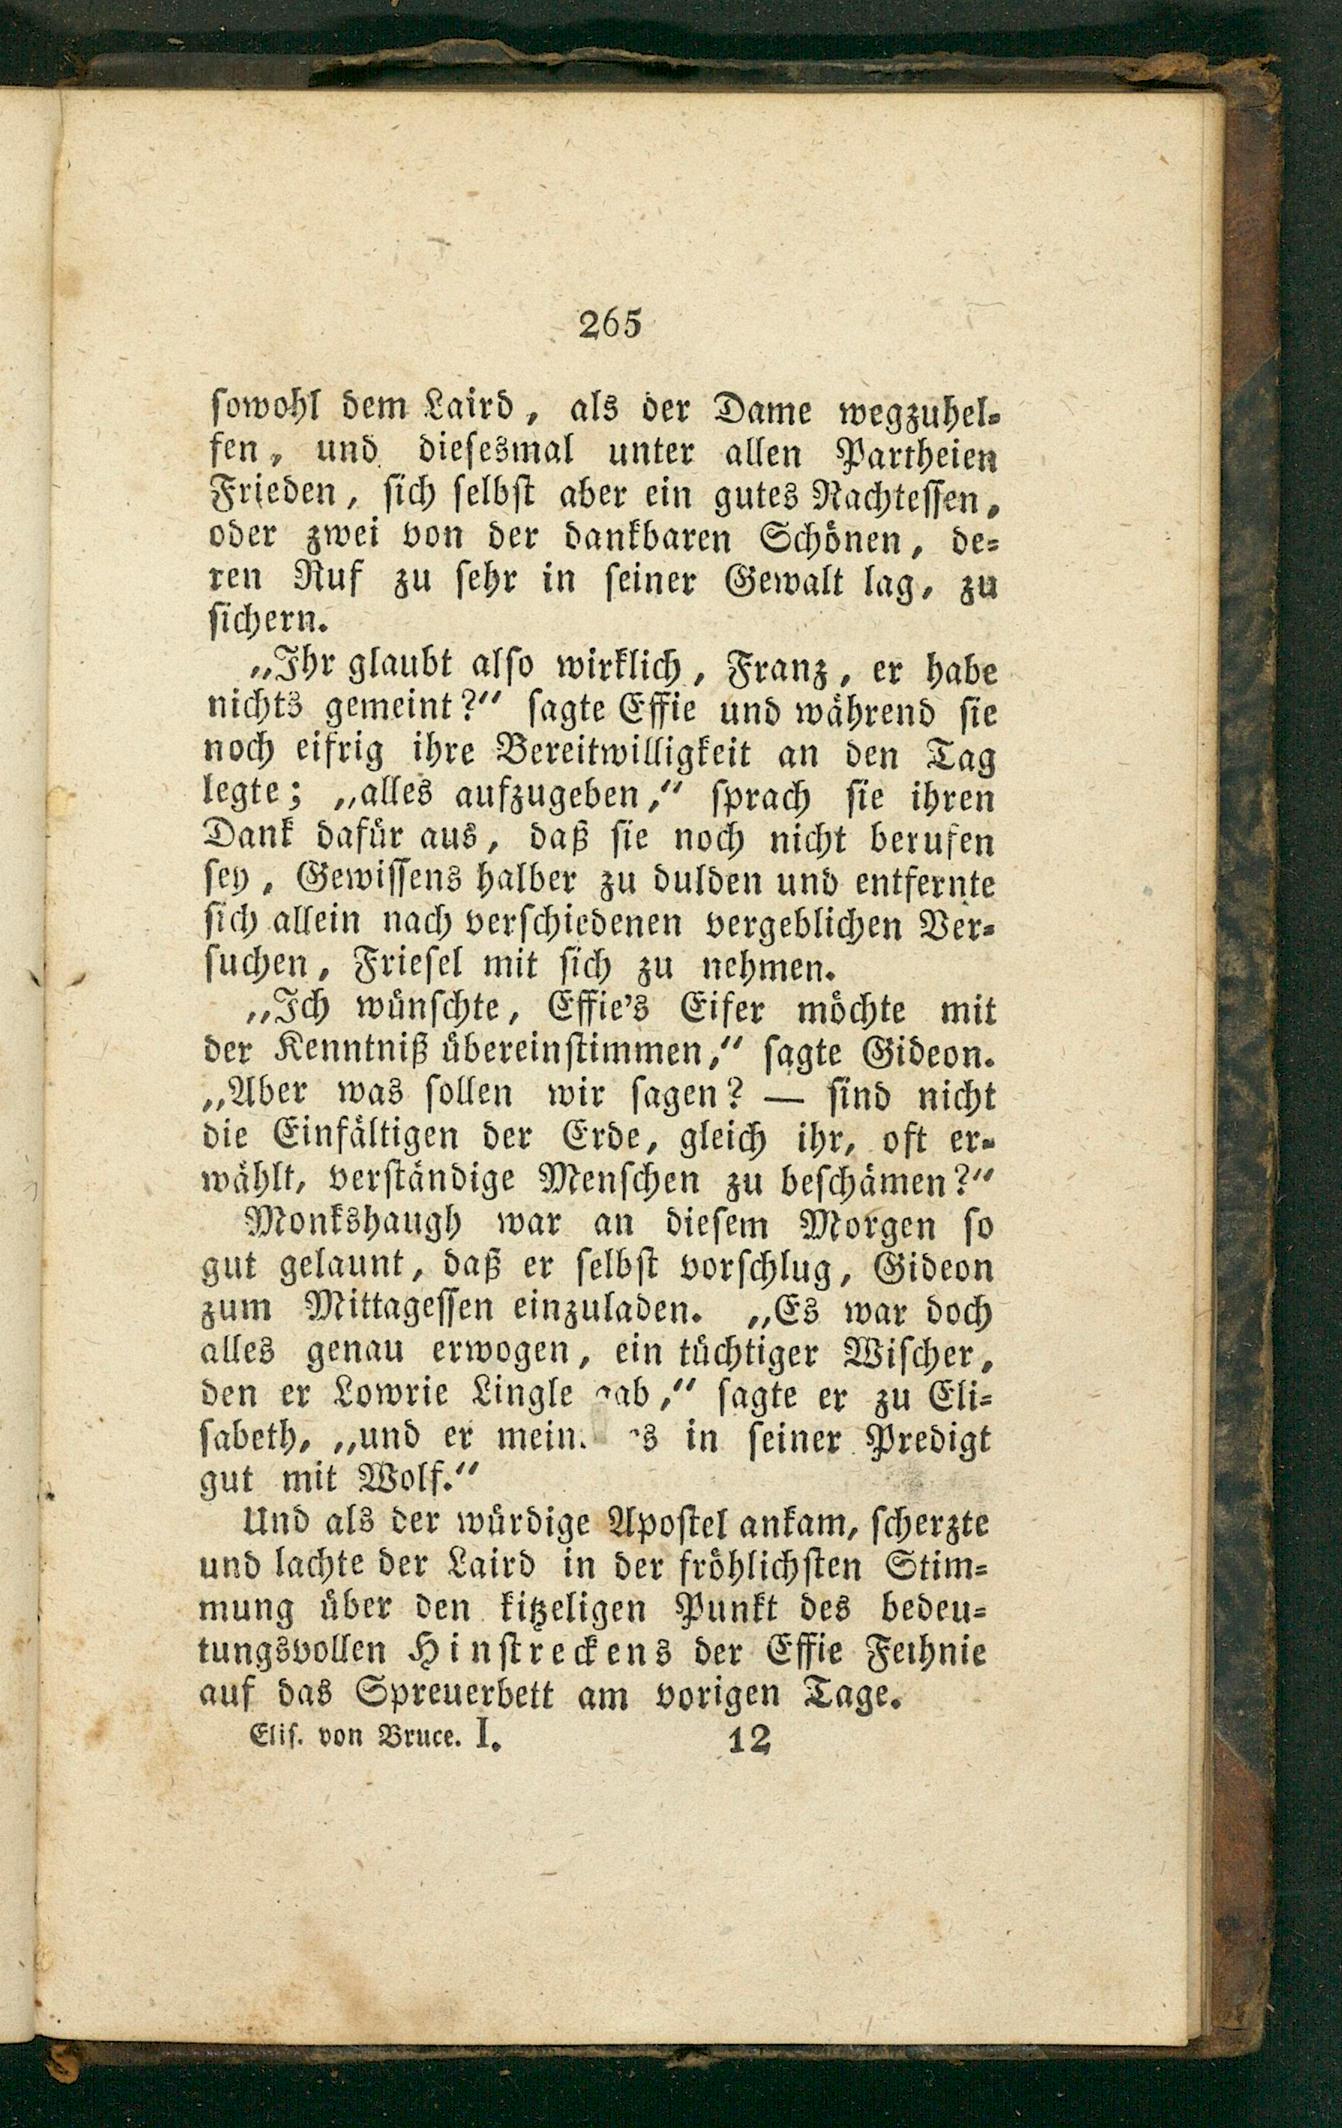 265
sowohl dem Laird, als der Dame wegzuhel-
fen, und diesesmal unter allen Partheien
Frieden, sich selbst aber ein gutes Nachtessen,
oder zwei von der dankbaren Schönen, de-
ren Ruf zu sehr in seiner Gewalt lag, zu
sichern.
„Ihr glaubt also wirklich, Franz, er habe
nichts gemeint?“ sagte Effie und während sie
noch eifrig ihre Bereitwilligkeit an den Tag
legte; „alles aufzugeben,“ sprach sie ihren
Dank dafür aus, daß sie noch nicht berufen
sey, Gewissens halber zu dulden und entfernte
sich allein nach verschiedenen vergeblichen Ver-
suchen, Friesel mit sich zu nehmen.
„Ich wünschte, Effie's Eifer möchte mit
der Kenntniß übereinstimmen,“ sagte Gideon.
„Aber was sollen wir sagen? — sind nicht
die Einfältigen der Erde, gleich ihr, oft er-
wählt, verständige Menschen zu beschämen?“
Monkshaugh war an diesem Morgen so
gut gelaunt, daß er selbst vorschlug, Gideon
zum Mittagessen einzuladen. „Es war doch
alles genau erwogen, ein tüchtiger Wischer,
den er Lowrie Lingle gab,“ sagte er zu Eli-
sabeth, „und er in seiner Predigt
gut mit Wolf.“
Und als der würdige Apostel ankam, scherzte
und lachte der Laird in der fröhlichsten Stim-
mung über den kitzeligen Punkt des bedeu-
tungsvollen Hinstreckens der Effie Fethnie
auf das Spreuerbett am vorigen Tage.
Elis. von Bruce. I. 12